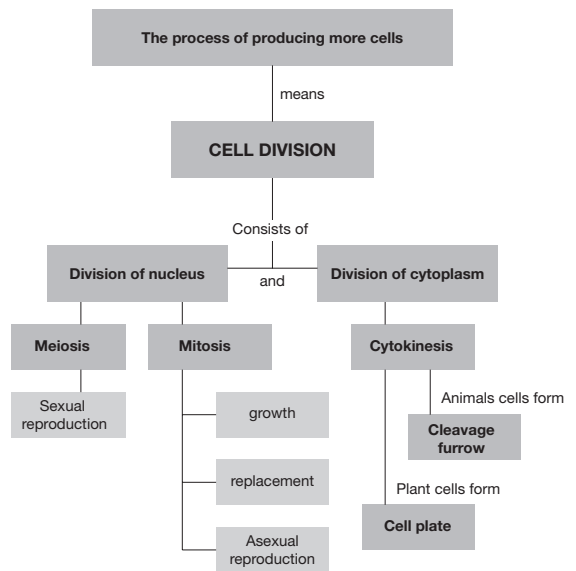 The process of producing more cells
means
CELL DIVISION
Consists of
Division of nucleus
and
Division of cytoplasm
Meiosis
Mitosis
Cytokinesis
Sexual
reproduction
growth
replacement
Asexual
reproduction
Animals cells form
Cleavage
furrow
Plant cells form
Cell plate